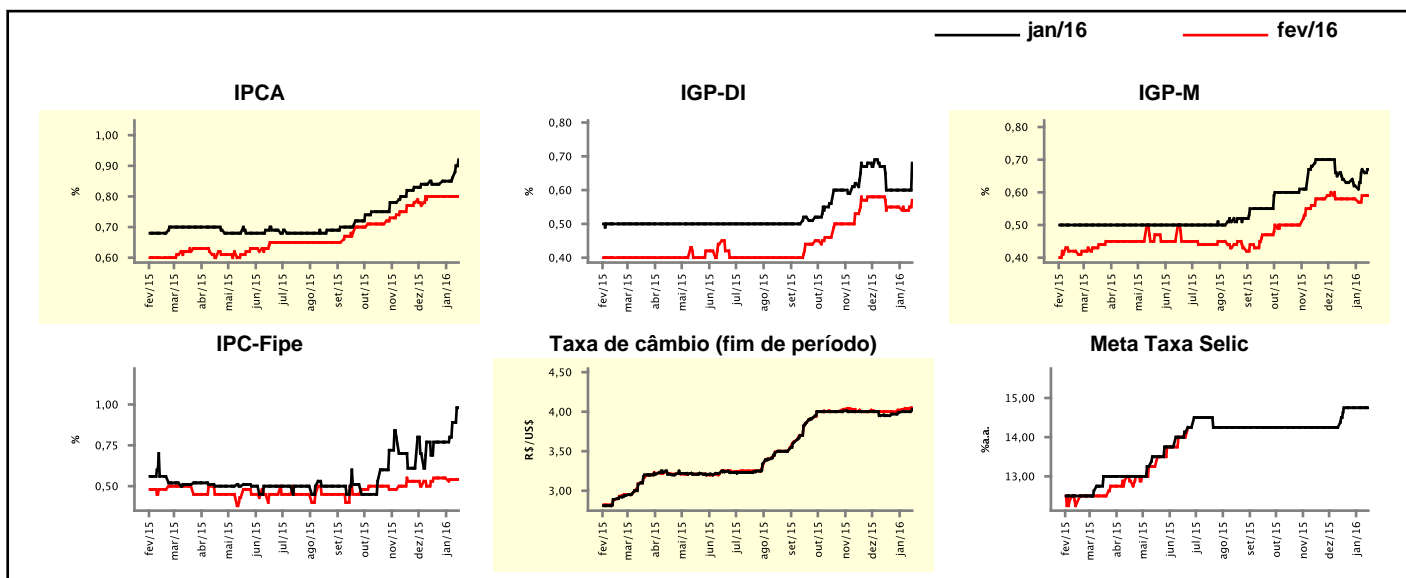 jan/16 fev/16
IPCA IGP-DI IGP-M
%
1,00
0,90
0,80
0,70
0,60
fev/15 mar/15 abr/15 mai/15 jun/15 jul/15 ago/15 set/15 out/15 nov/15 dez/15 jan/16
%
0,80
0,70
0,60
0,50
0,40
fev/15 mar/15 abr/15 mai/15 jun/15 jul/15 ago/15 set/15 out/15 nov/15 dez/15 jan/16
%
0,80
0,70
0,60
0,50
0,40
fev/15 mar/15 abr/15 mai/15 jun/15 jul/15 ago/15 set/15 out/15 nov/15 dez/15 jan/16
IPC-Fipe Taxa de câmbio (fim de período) Meta Taxa Selic
%
1,00
0,75
0,50
fev/15 mar/15 abr/15 mai/15 jun/15 jul/15 ago/15 set/15 out/15 nov/15 dez/15 jan/16
R$/US$
4,50
4,00
3,50
3,00
fev/15 mar/15 abr/15 mai/15 jun/15 jul/15 ago/15 set/15 out/15 nov/15 dez/15 jan/16
%a.a.
15,00
14,00
13,00
fev/15 mar/15 abr/15 mai/15 jun/15 jul/15 ago/15 set/15 out/15 nov/15 dez/15 jan/16